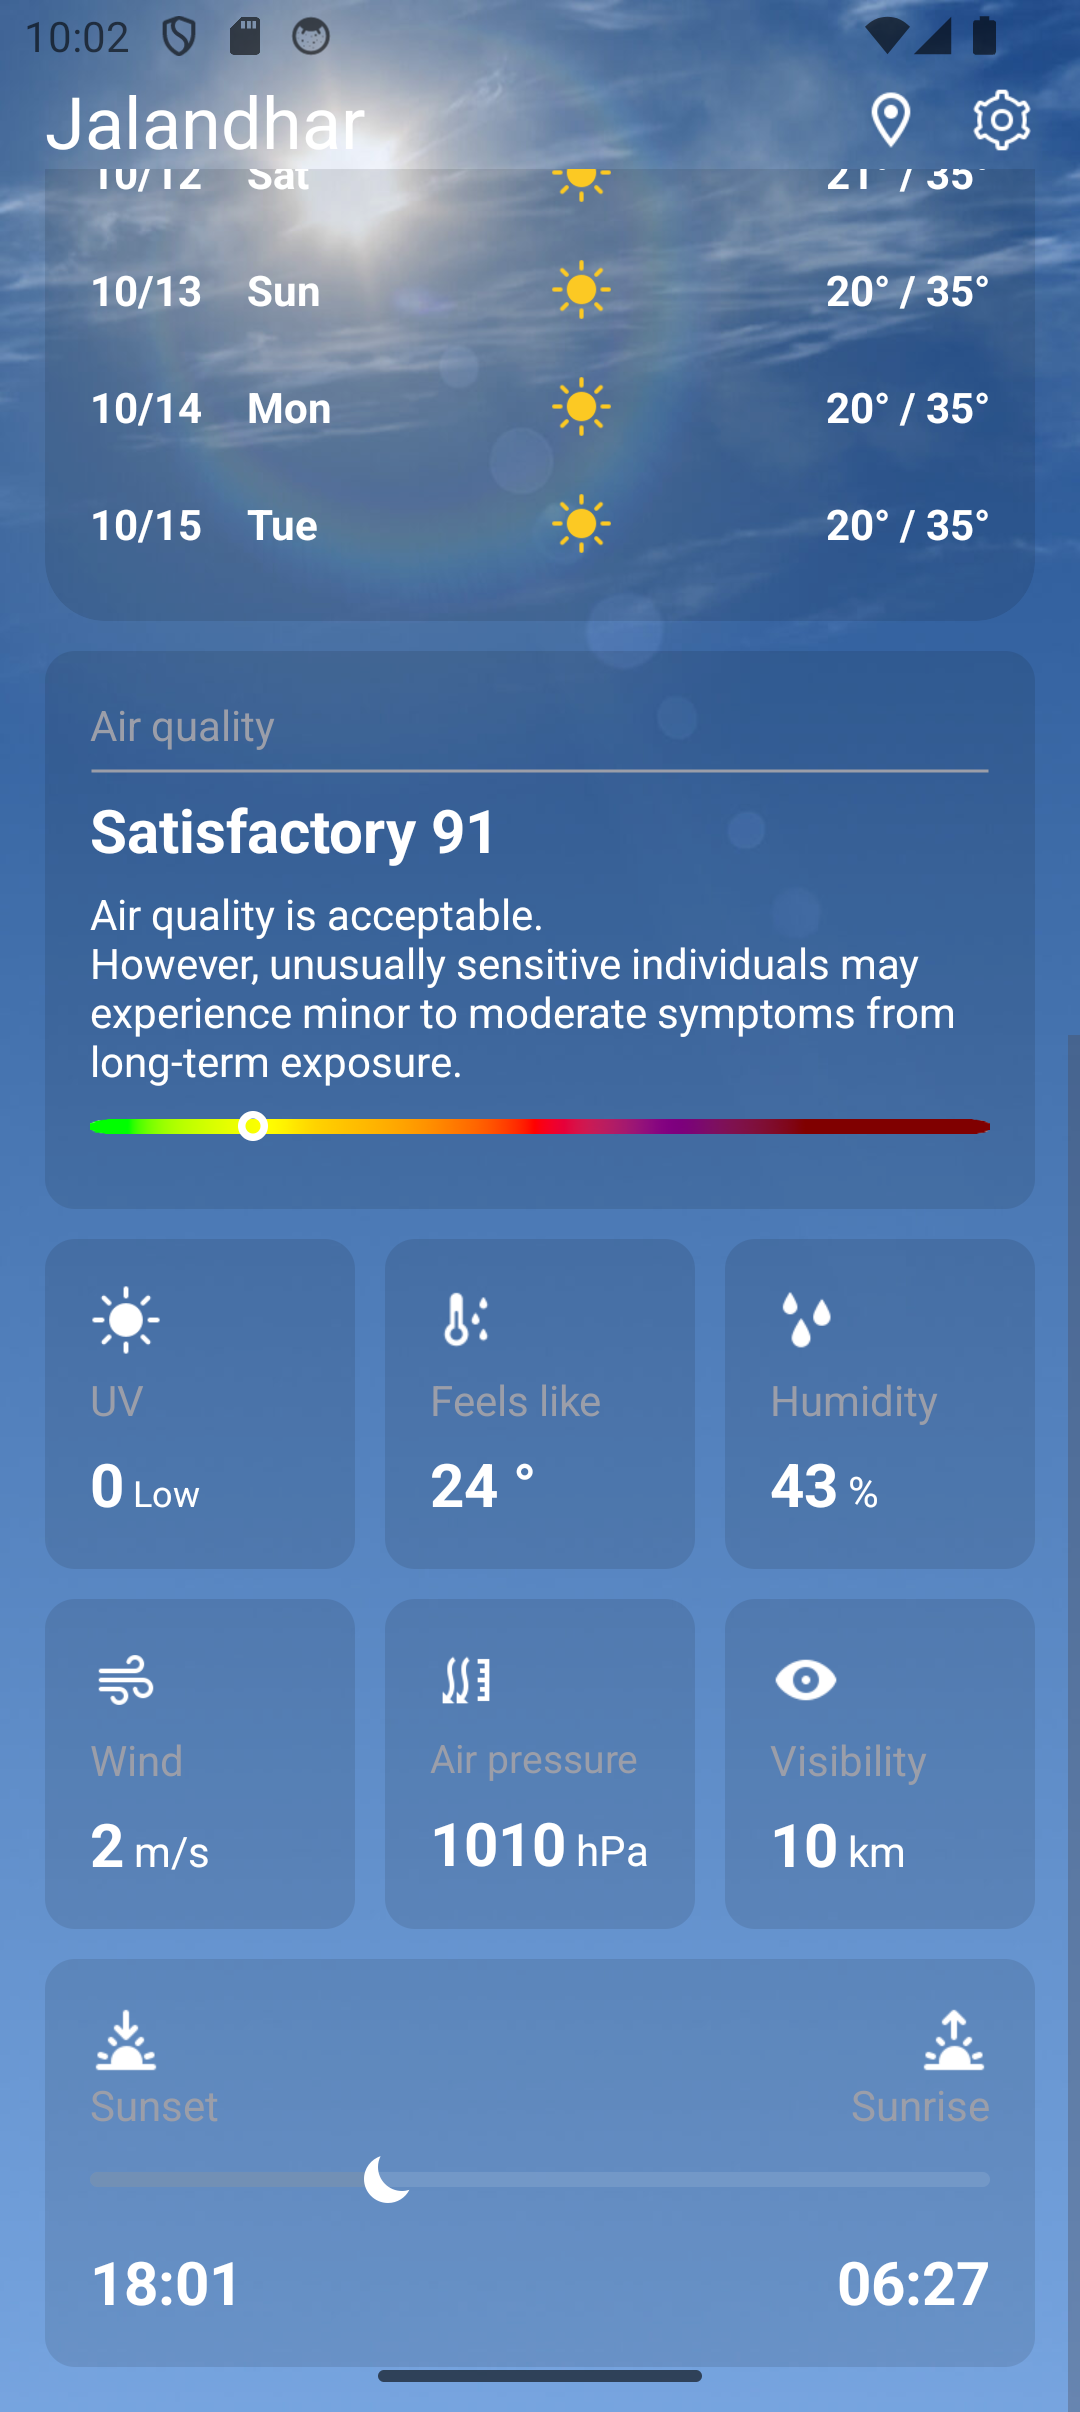 10:02
Jalandhar
10/12 Sat 21° / 35°
10/13 Sun 20° / 35°
10/14 Mon 20° / 35°
10/15 Tue 20° / 35°
Air quality
Satisfactory 91
Air quality is acceptable.
However, unusually sensitive individuals may
experience minor to moderate symptoms from
long-term exposure.
UV Feels like Humidity
0 Low 24 ° 43 %
Wind Air pressure Visibility
2 m/s 1010 hPa 10 km
Sunset Sunrise
18:01 06:27